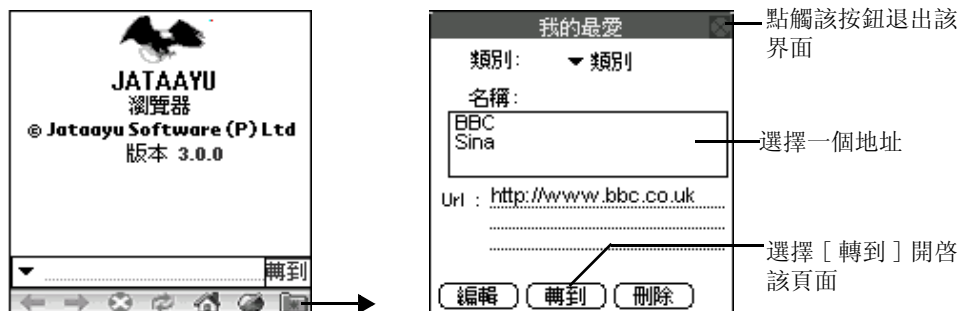 JATAAYU
瀏覽器
© Jataayu Software (P) Ltd
版本 3.0.0
轉到
我的最愛
類別: 類別
名稱:
BBC
Sina
Url : http://www.bbc.co.uk
編輯 轉到 刪除
點觸該按鈕退出該
界面
選擇一個地址
選擇 [ 轉到 ] 開啓
該頁面